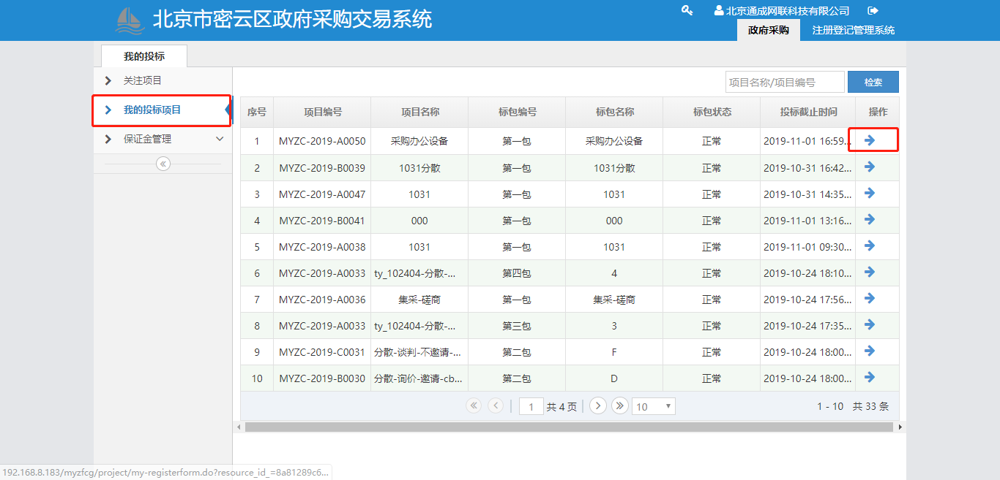 北京市密云区政府采购交易系统
北京通成网联科技有限公司
政府采购 注册登记管理系统
我的投标
关注项目
我的投标项目
保证金管理
项目名称/项目编号 检索
序号 项目编号 项目名称 标包编号 标包名称 标包状态 投标截止时间 操作
1 MYZC-2019-A0050 采购办公设备 第一包 采购办公设备 正常 2019-11-01 16:59...
2 MYZC-2019-B0039 1031分散 第一包 1031分散 正常 2019-10-31 16:42...
3 MYZC-2019-A0047 1031 第一包 1031 正常 2019-10-31 14:35...
4 MYZC-2019-B0041 000 第一包 000 正常 2019-11-01 13:16...
5 MYZC-2019-A0038 1031 第一包 1031 正常 2019-11-01 09:30...
6 MYZC-2019-A0033 ty_102404-分散-... 第四包 4 正常 2019-10-24 18:10...
7 MYZC-2019-A0036 集采-磋商 第一包 集采-磋商 正常 2019-10-24 17:56...
8 MYZC-2019-A0033 ty_102404-分散-... 第三包 3 正常 2019-10-24 17:35...
9 MYZC-2019-C0031 分散-谈判-不邀请-... 第二包 F 正常 2019-10-24 18:00...
10 MYZC-2019-B0030 分散-询价-邀请-cb... 第二包 D 正常 2019-10-24 18:00...
1 共 4 页 10 1 - 10 共 33 条
192.168.8.183/myzfcg/project/my-registerform.do?resource_id_=8a81289c6...